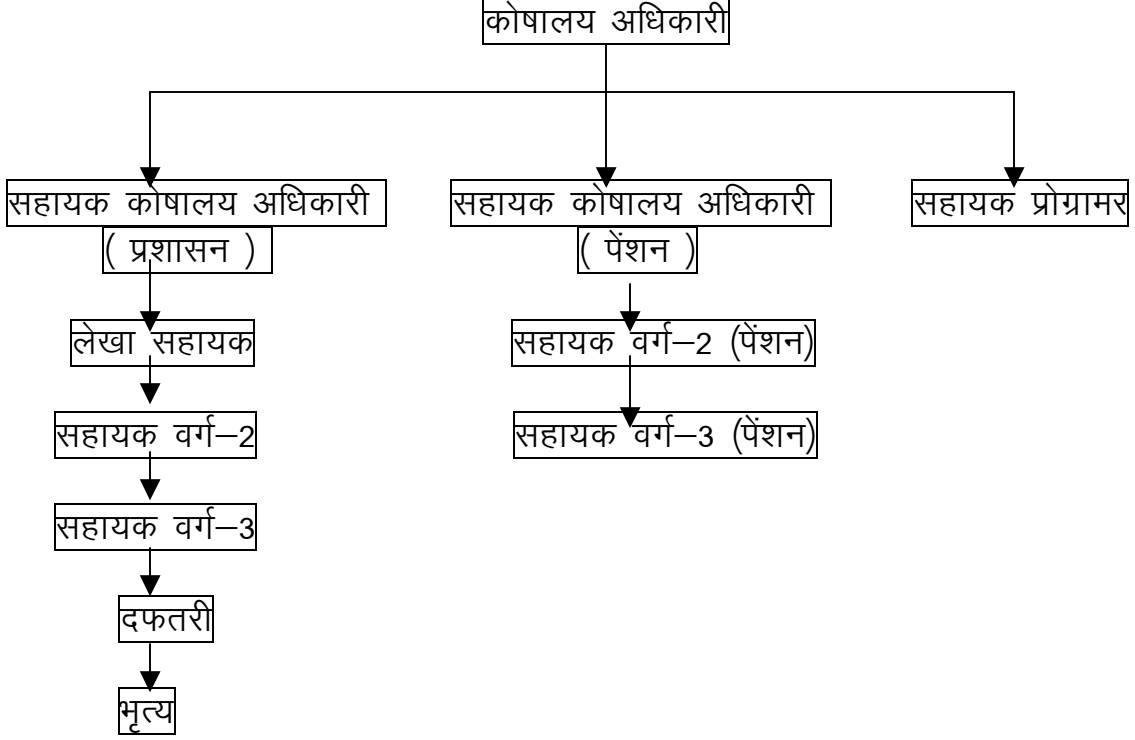 कोषालय अधिकारी
सहायक कोषालय अधिकारी
( प्रशासन )
सहायक कोषालय अधिकारी
( पेंशन )
सहायक प्रोग्रामर
लेखा सहायक
सहायक वर्ग–2 (पेंशन)
सहायक वर्ग–2
सहायक वर्ग–3 (पेंशन)
सहायक वर्ग–3
दफतरी
भृत्य